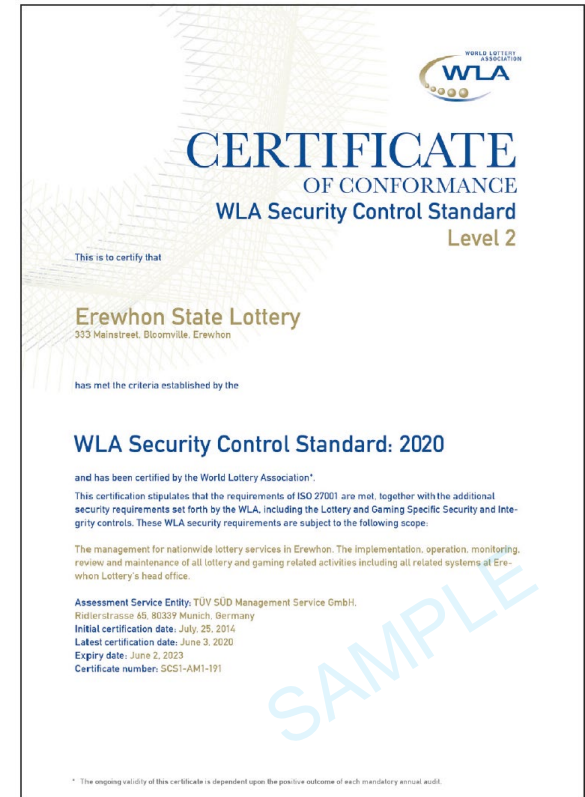 WORLD LOTTERY
ASSOCIATION
WLA
CERTIFICATE
OF CONFORMANCE
WLA Security Control Standard
Level 2
This is to certify that
Erewhon State Lottery
333 Mainstreet, Bloomville, Erewhon
has met the criteria established by the
WLA Security Control Standard: 2020
and has been certified by the World Lottery Association*.
This certification stipulates that the requirements of ISO 27001 are met, together with the additional
security requirements set forth by the WLA, including the Lottery and Gaming Specific Security and Inte-
grity controls. These WLA security requirements are subject to the following scope:
The management for nationwide lottery services in Erewhon. The implementation, operation, monitoring,
review and maintenance of all lottery and gaming related activities including all related systems at Ere-
whon Lottery's head office.
Assessment Service Entity: TÜV SÜD Management Service GmbH,
Ridlerstrasse 65, 80339 Munich, Germany
Initial certification date: July, 25, 2014
Latest certification date: June 3, 2020
Expiry date: June 2, 2023
Certificate number: SCS1-AM1-191
SAMPLE
* The ongoing validity of this certificate is dependent upon the positive outcome of each mandatory annual audit.